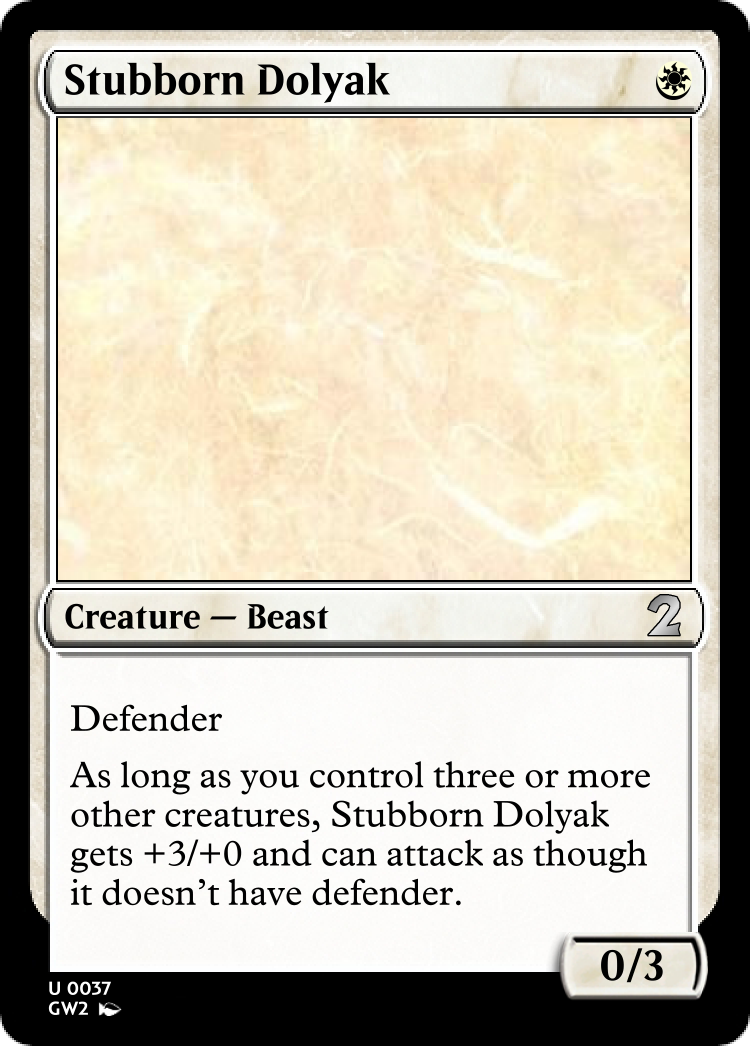 Stubborn Dolyak
Creature — Beast
2
Defender
As long as you control three or more
other creatures, Stubborn Dolyak
gets +3/+0 and can attack as though
it doesn't have defender.
0/3
U 0037
GW2